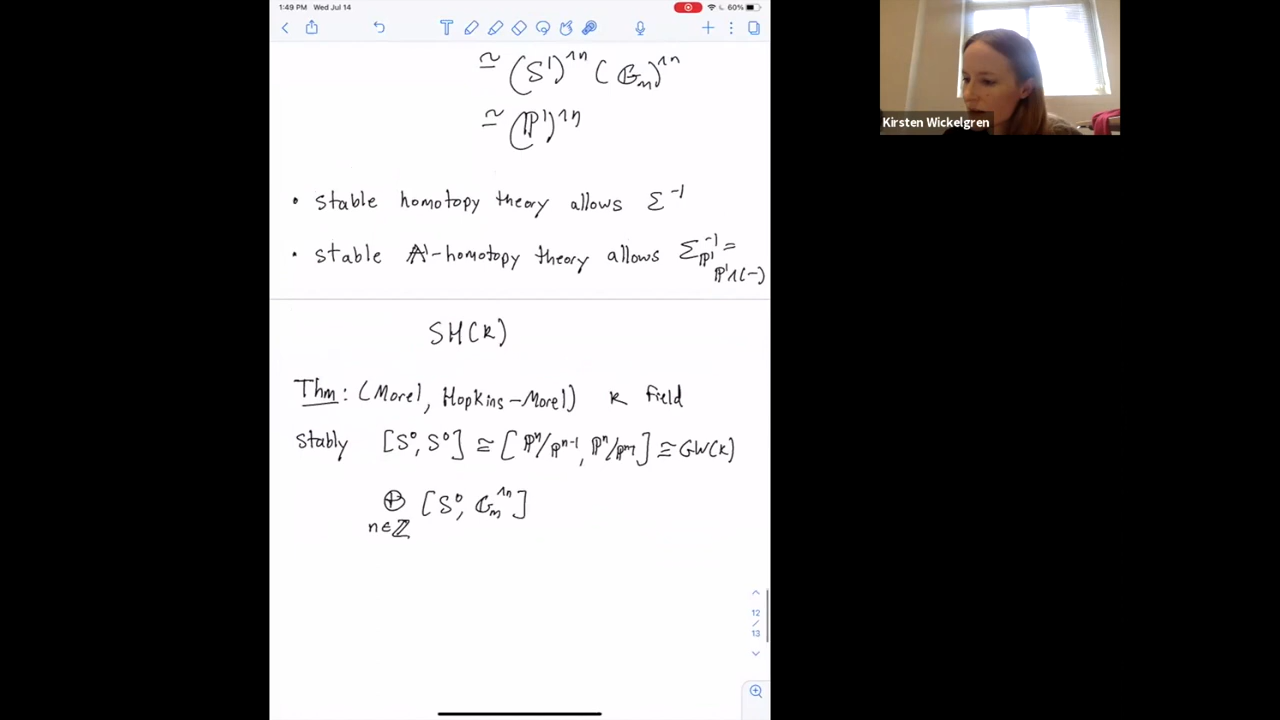 1:49 PM Wed Jul 14
60%
≃ (S¹)^∧n (𝔾m)^∧n
≃ (ℙ¹)^∧n
• stable homotopy theory allows Σ⁻¹
• stable 𝔸¹-homotopy theory allows Σ_ℙ¹⁻¹ =
ℙ¹∧(-)
SH(k)
Thm: (Morel, Hopkins-Morel) k field
stably [S⁰, S⁰] ≅ [ℙⁿ/ℙⁿ⁻¹, ℙⁿ/ℙⁿ⁻¹] ≅ GW(k)
⊕ [S⁰, 𝔾m^∧n]
n∈ℤ
12
/
13
Kirsten Wickelgren